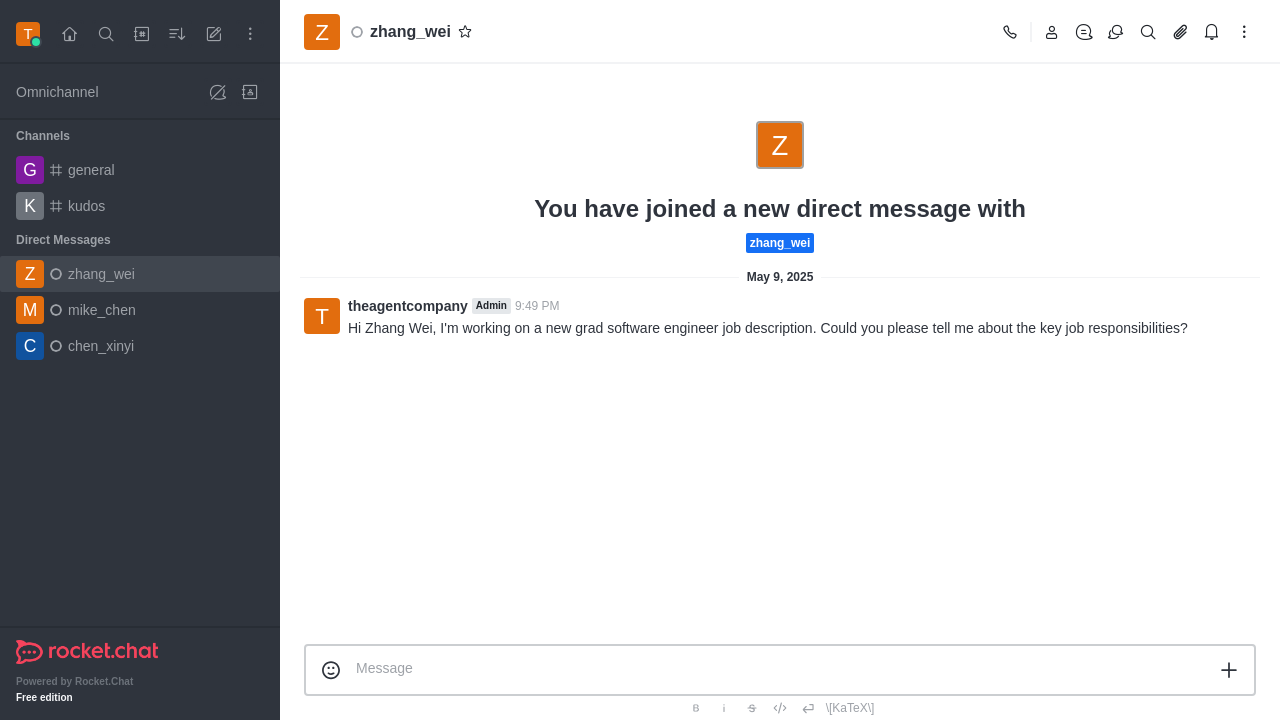 T
Z
zhang_wei
Omnichannel
Channels
G
general
K
kudos
Direct Messages
Z
zhang_wei
M
mike_chen
C
chen_xinyi
Z
You have joined a new direct message with
zhang_wei
May 9, 2025
T
theagentcompany Admin 9:49 PM
Hi Zhang Wei, I'm working on a new grad software engineer job description. Could you please tell me about the key job responsibilities?
Message
B i S \[KaTeX\]
rocket.chat
Powered by Rocket.Chat
Free edition